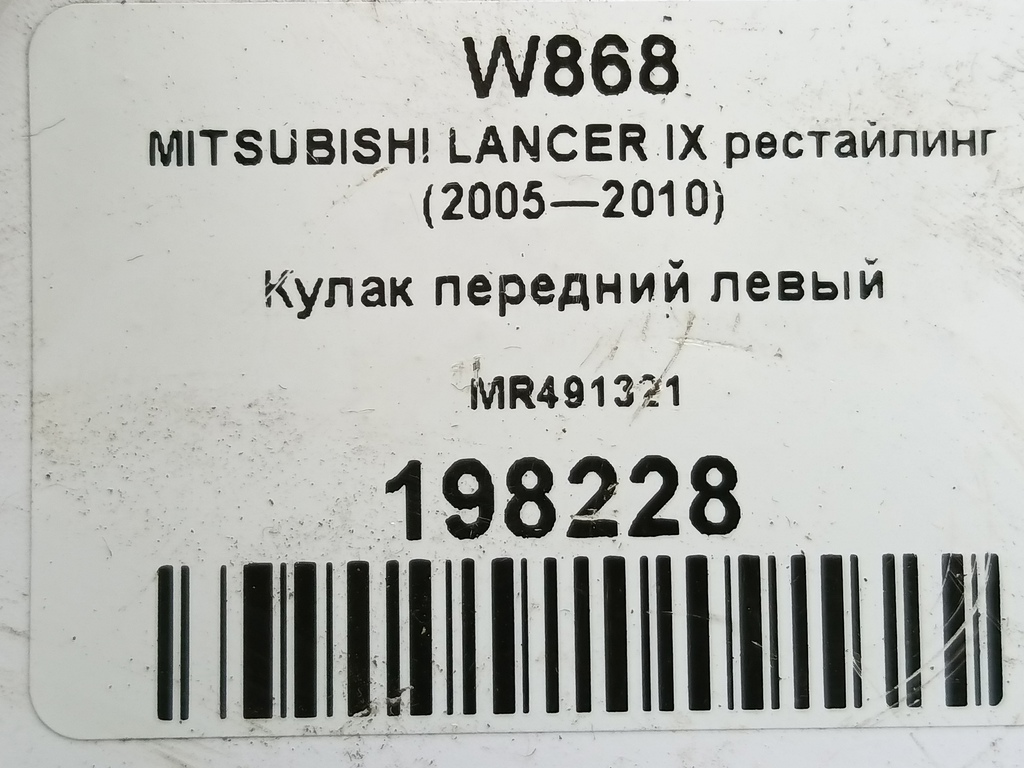 W868
MITSUBISHI LANCER IX рестайлинг
(2005—2010)
Кулак передний левый
MR491321
198228